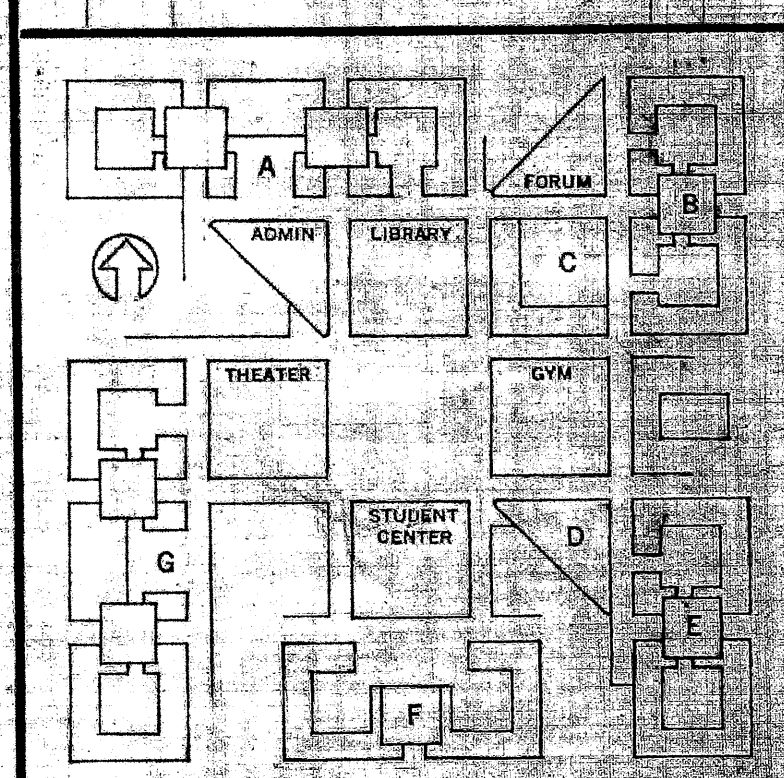 A
FORUM
B
ADMIN
LIBRARY
C
THEATER
GYM
STUDENT
CENTER
D
G
E
F